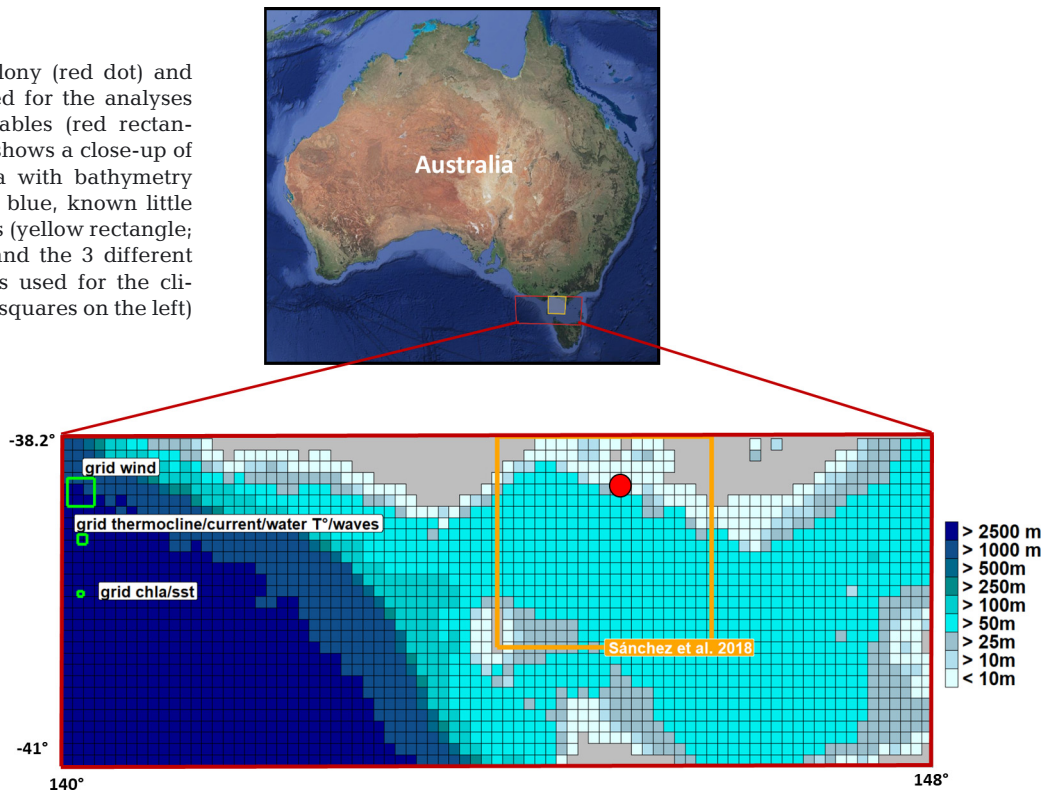 lony (red dot) and
ed for the analyses
ables (red rectan-
shows a close-up of
a with bathymetry
blue, known little
s (yellow rectangle;
and the 3 different
s used for the cli-
squares on the left)
Australia
-38.2°
grid wind
grid thermocline/current/water T°/waves
grid chla/sst
Sánchez et al. 2018
-41°
140°
148°
> 2500 m
> 1000 m
> 500m
> 250m
> 100m
> 50m
> 25m
> 10m
< 10m